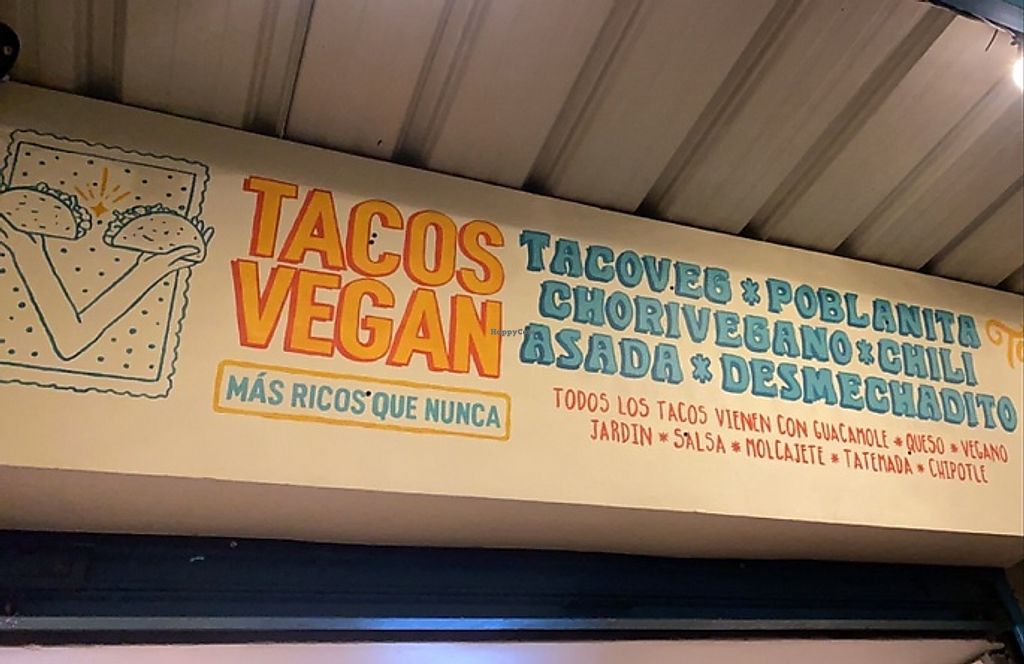 TACOS
VEGAN
MÁS RICOS QUE NUNCA
TACOVEG * POBLANITA
CHORIVEGANO * CHILI
ASADA * DESMECHADITO
TODOS LOS TACOS VIENEN CON GUACAMOLE * QUESO * VEGANO
JARDIN * SALSA * MOLCAJETE * TATEMADA * CHIPOTLE